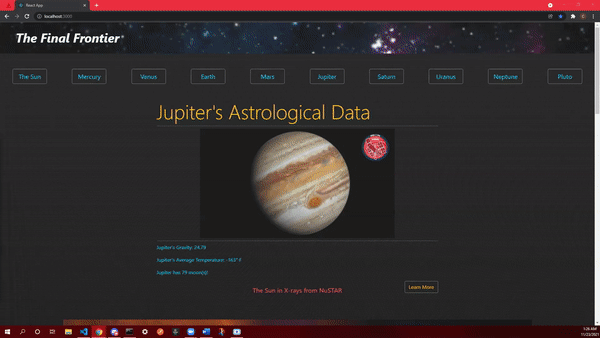 React App
localhost:3000
The Final Frontier
The Sun
Mercury
Venus
Earth
Mars
Jupiter
Saturn
Uranus
Neptune
Pluto
Jupiter's Astrological Data
Jupiter's Gravity: 24.79
Jupiter's Average Temperature:
Jupiter has 79 moon(s)!
The Sun in X-rays from NuSTAR
Learn More
1:26 AM
11/23/2021